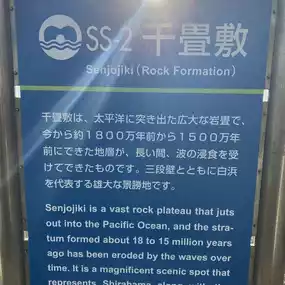 SS-2 千畳敷
Senjojiki (Rock Formation)
千畳敷は、太平洋に突き出た広大な岩畳で、
今から約1800万年前から1500万年
前にできた地層が、長い間、波の浸食を受
けてできたものです。三段壁とともに白浜
を代表する雄大な景勝地です。
Senjojiki is a vast rock plateau that juts
out into the Pacific Ocean, and the stra-
tum formed about 18 to 15 million years
ago has been eroded by the waves over
time. It is a magnificent scenic spot that
represents Shirahama, along with the